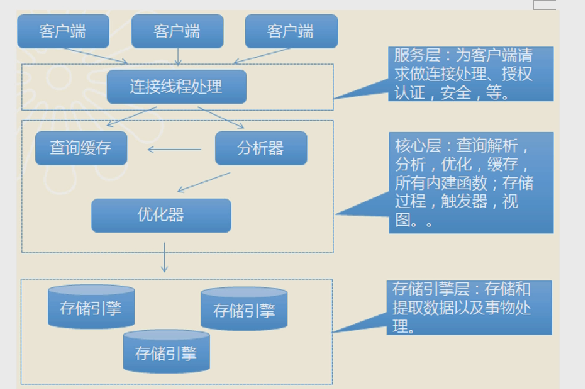 客户端
客户端
客户端
连接线程处理
服务层：为客户端请
求做连接处理、授权
认证，安全，等。
查询缓存
分析器
优化器
核心层：查询解析，
分析，优化，缓存，
所有内建函数；存储
过程，触发器，视
图。。
存储引擎
存储引擎
存储引擎
存储引擎层：存储和
提取数据以及事物处
理。